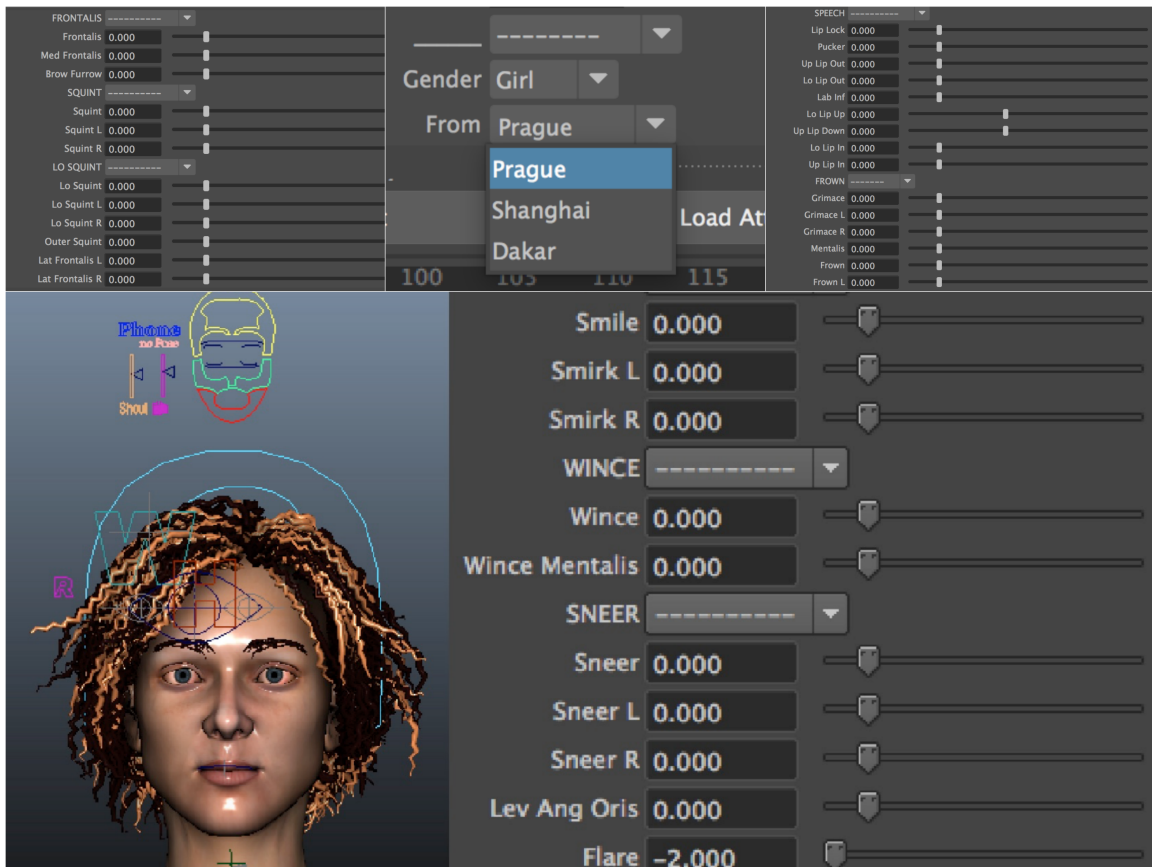 FRONTALIS ----------
Frontalis 0.000
Med Frontalis 0.000
Brow Furrow 0.000
SQUINT ----------
Squint 0.000
Squint L 0.000
Squint R 0.000
LO SQUINT ----------
Lo Squint 0.000
Lo Squint L 0.000
Lo Squint R 0.000
Outer Squint 0.000
Lat Frontalis L 0.000
Lat Frontalis R 0.000
--------
Gender Girl
From Prague
Prague
Shanghai
Dakar
Load At
100 105 110 115
SPEECH ----------
Lip Lock 0.000
Pucker 0.000
Up Lip Out 0.000
Lo Lip Out 0.000
Lab Inf 0.000
Lo Lip Up 0.000
Up Lip Down 0.000
Lo Lip In 0.000
Up Lip In 0.000
FROWN -------
Grimace 0.000
Grimace L 0.000
Grimace R 0.000
Mentalis 0.000
Frown 0.000
Frown L 0.000
Phone
no Pose
Shoul
R
Smile 0.000
Smirk L 0.000
Smirk R 0.000
WINCE ----------
Wince 0.000
Wince Mentalis 0.000
SNEER ----------
Sneer 0.000
Sneer L 0.000
Sneer R 0.000
Lev Ang Oris 0.000
Flare -2.000